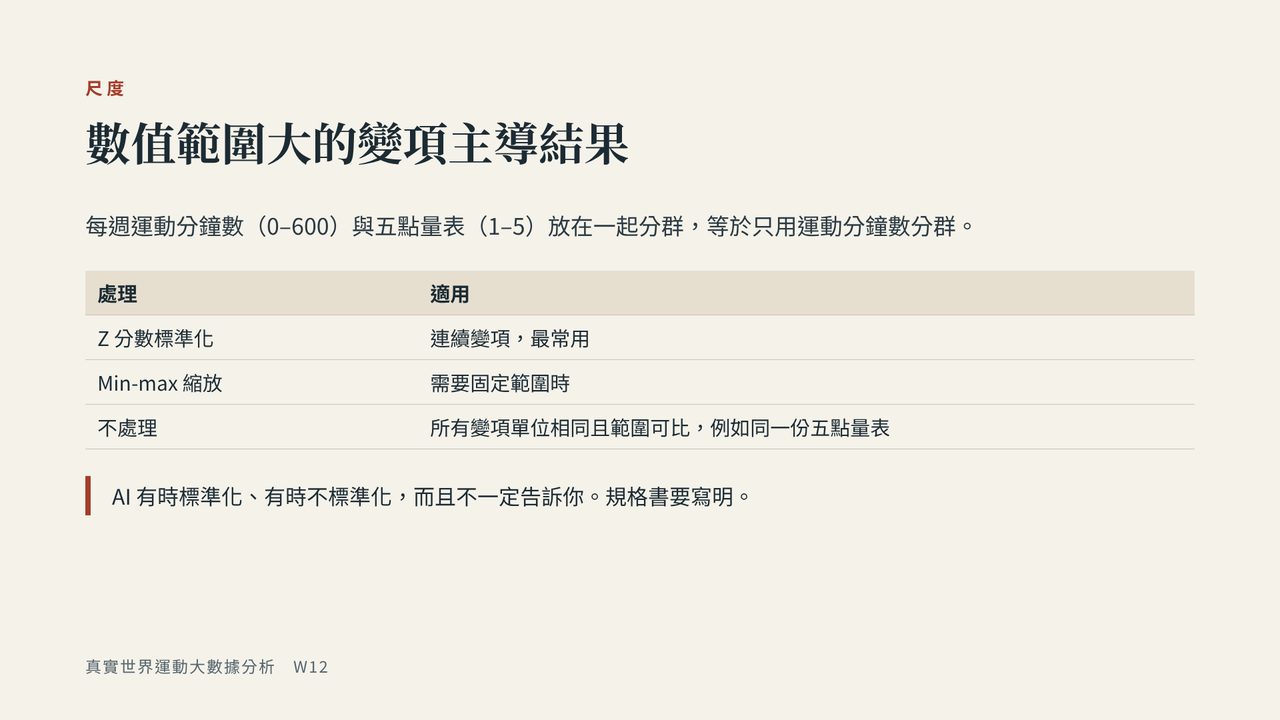 尺度
數值範圍大的變項主導結果
每週運動分鐘數（0–600）與五點量表（1–5）放在一起分群，等於只用運動分鐘數分群。
處理 適用
Z 分數標準化 連續變項，最常用
Min-max 縮放 需要固定範圍時
不處理 所有變項單位相同且範圍可比，例如同一份五點量表
AI 有時標準化、有時不標準化，而且不一定告訴你。規格書要寫明。
真實世界運動大數據分析 W12